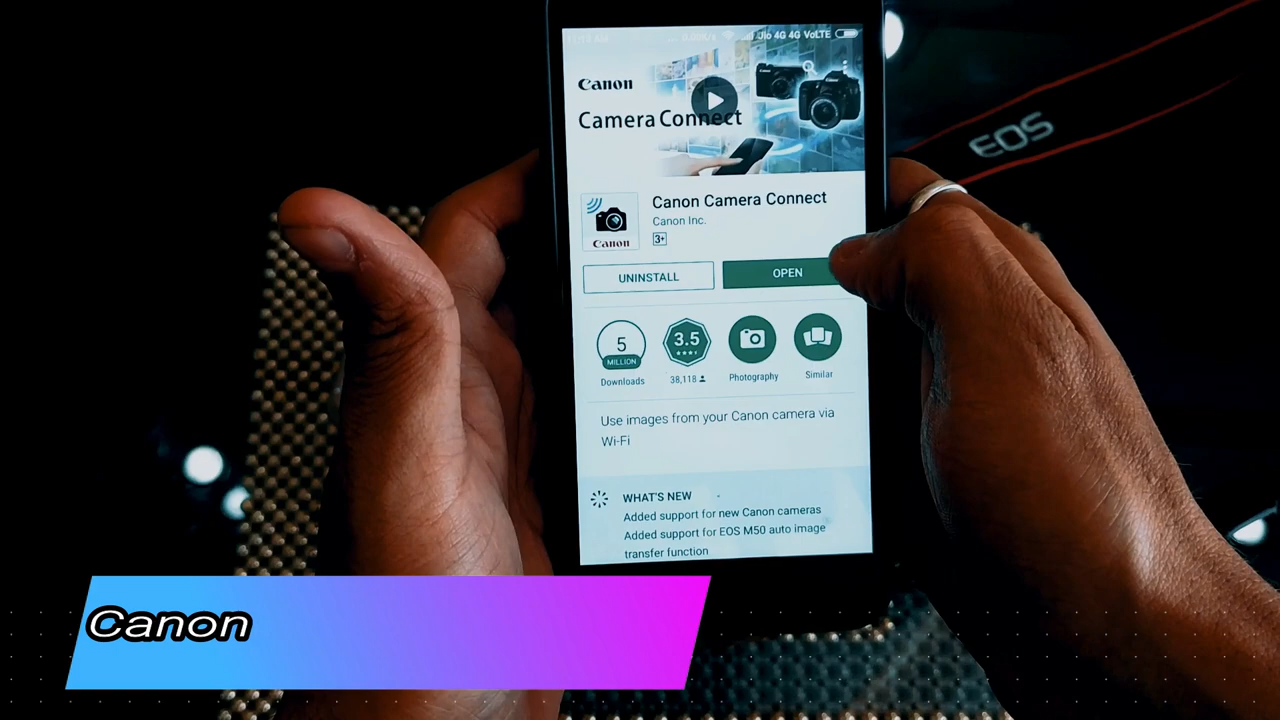 Jio 4G 4G VoLTE
Canon
Camera Connect
EOS
Canon Camera Connect
Canon Inc.
3+
Canon
UNINSTALL
OPEN
5
MILLION
3.5
Downloads
38,118
Photography
Similar
Use images from your Canon camera via
Wi-Fi
WHAT'S NEW
Added support for new Canon cameras
Added support for EOS M50 auto image
transfer function
Canon